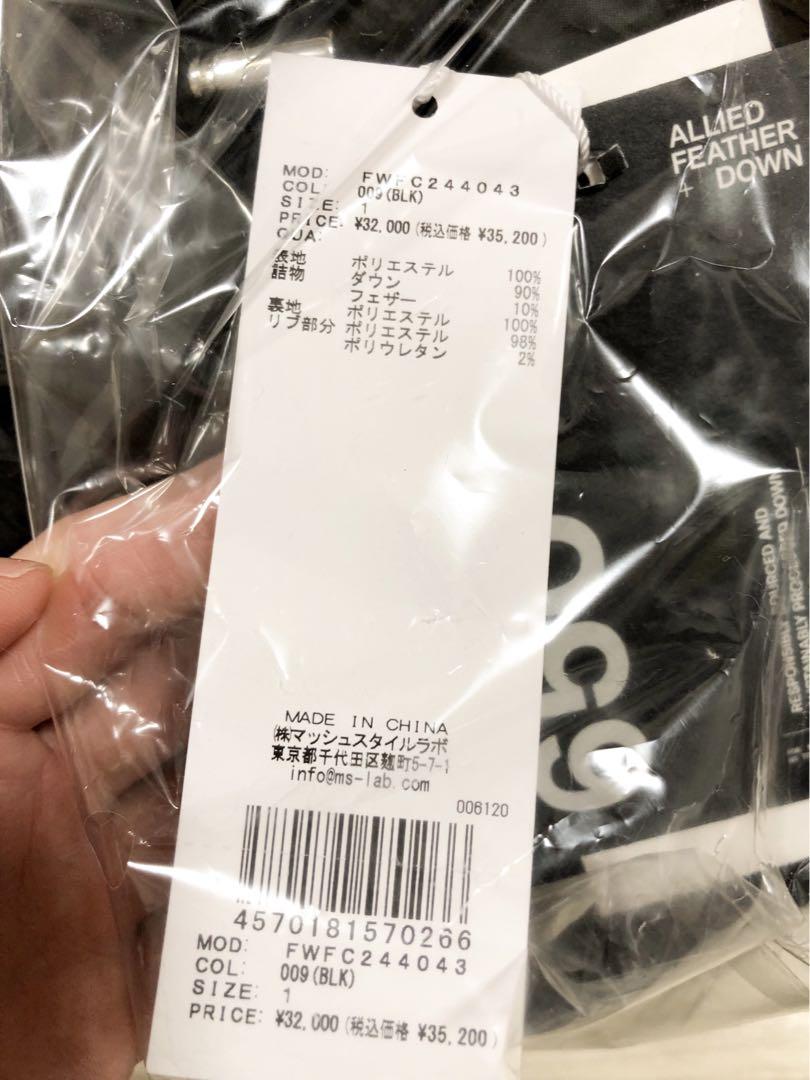 MOD: FWFC244043
COL: 009(BLK)
SIZE: 1
PRICE: ¥32,000 (税込価格 ¥35,200)
QUA:
表地 ポリエステル 100%
詰物 ダウン 90%
フェザー 10%
裏地 ポリエステル 100%
リブ部分 ポリエステル 98%
ポリウレタン 2%
MADE IN CHINA
㈱マッシュスタイルラボ
東京都千代田区麹町5-7-1
info@ms-lab.com
006120
4570181570266
MOD: FWFC244043
COL: 009(BLK)
SIZE: 1
PRICE: ¥32,000 (税込価格 ¥35,200)
ALLIED
FEATHER
+ DOWN